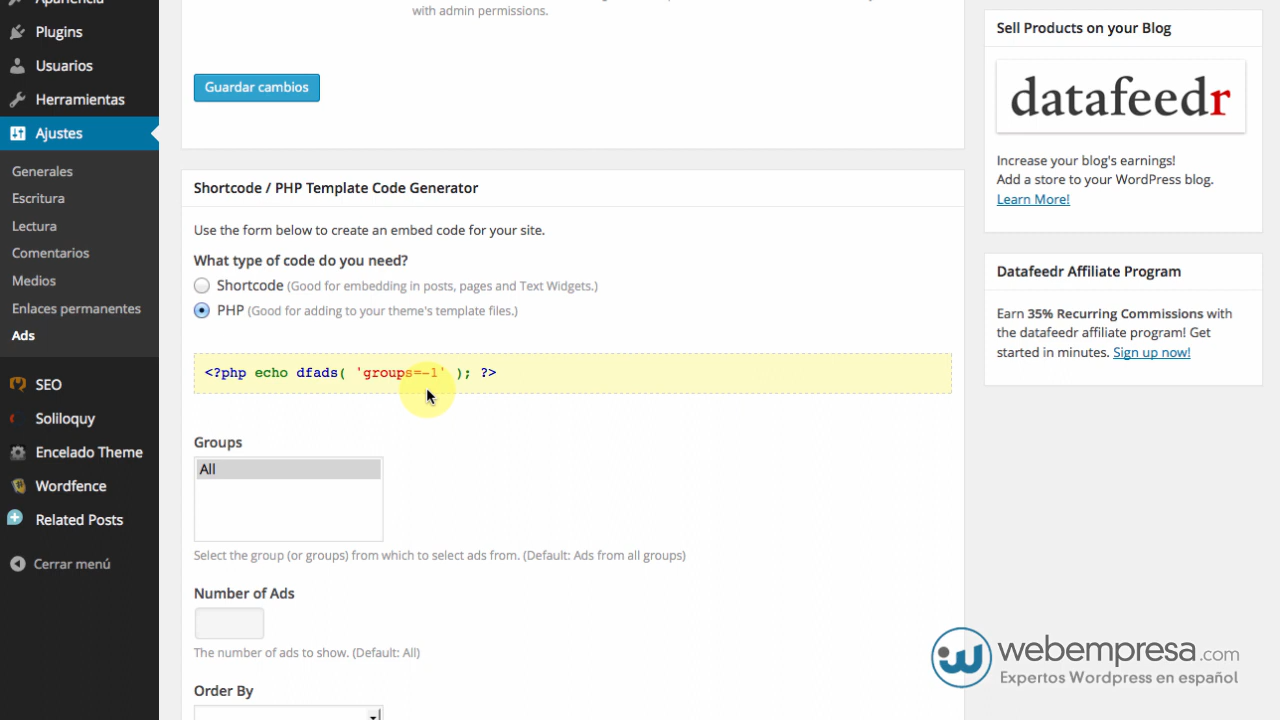 Apariencia
Plugins
Usuarios
Herramientas
Ajustes
Generales
Escritura
Lectura
Comentarios
Medios
Enlaces permanentes
Ads
SEO
Soliloquy
Encelado Theme
Wordfence
Related Posts
Cerrar menú
with admin permissions.
Guardar cambios
Shortcode / PHP Template Code Generator
Use the form below to create an embed code for your site.
What type of code do you need?
Shortcode (Good for embedding in posts, pages and Text Widgets.)
PHP (Good for adding to your theme's template files.)
<?php echo dfads( 'groups=-1' ); ?>
Groups
All
Select the group (or groups) from which to select ads from. (Default: Ads from all groups)
Number of Ads
The number of ads to show. (Default: All)
Order By
Sell Products on your Blog
datafeedr
Increase your blog's earnings!
Add a store to your WordPress blog.
Learn More!
Datafeedr Affiliate Program
Earn 35% Recurring Commissions with
the datafeedr affiliate program! Get
started in minutes. Sign up now!
webempresa.com
Expertos Wordpress en español